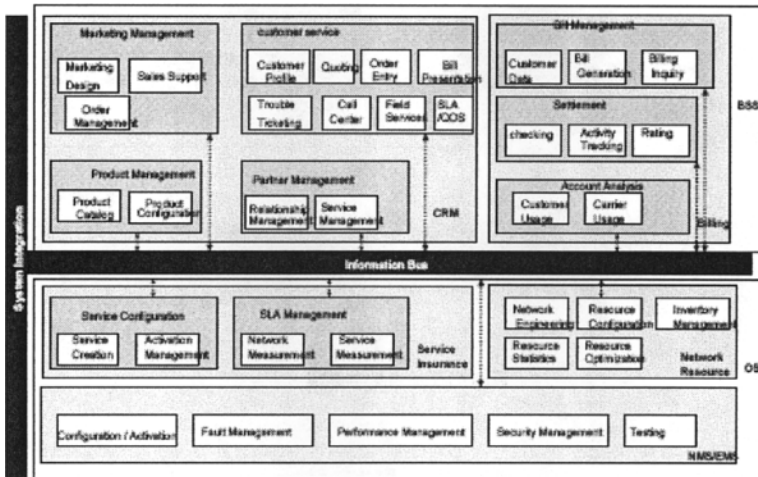 Marketing Management
Marketing
Design
Sales Support
Order
Management
customer service
Customer
Profile
Quoting
Order
Entry
Bill
Presentation
Trouble
Ticketing
Call
Center
Field
Services
SLA
/QOS
Bill Management
Customer
Data
Bill
Generation
Billing
Inquiry
BSS
Settlement
checking
Activity
Tracking
Rating
Product Management
Product
Catalog
Product
Configuration
Partner Management
Relationship
Management
Service
Management
CRM
Account Analysis
Customer
Usage
Carrier
Usage
Billing
System Integration
Information Bus
Service Configuration
Service
Creation
Activation
Management
SLA Management
Network
Measurement
Service
Measurement
Service
Insurance
Network
Engineering
Resource
Configuration
Inventory
Management
Resource
Statistics
Resource
Optimization
Network
Resource
Configuration / Activation
Fault Management
Performance Management
Security Management
Testing
NMS/EMS